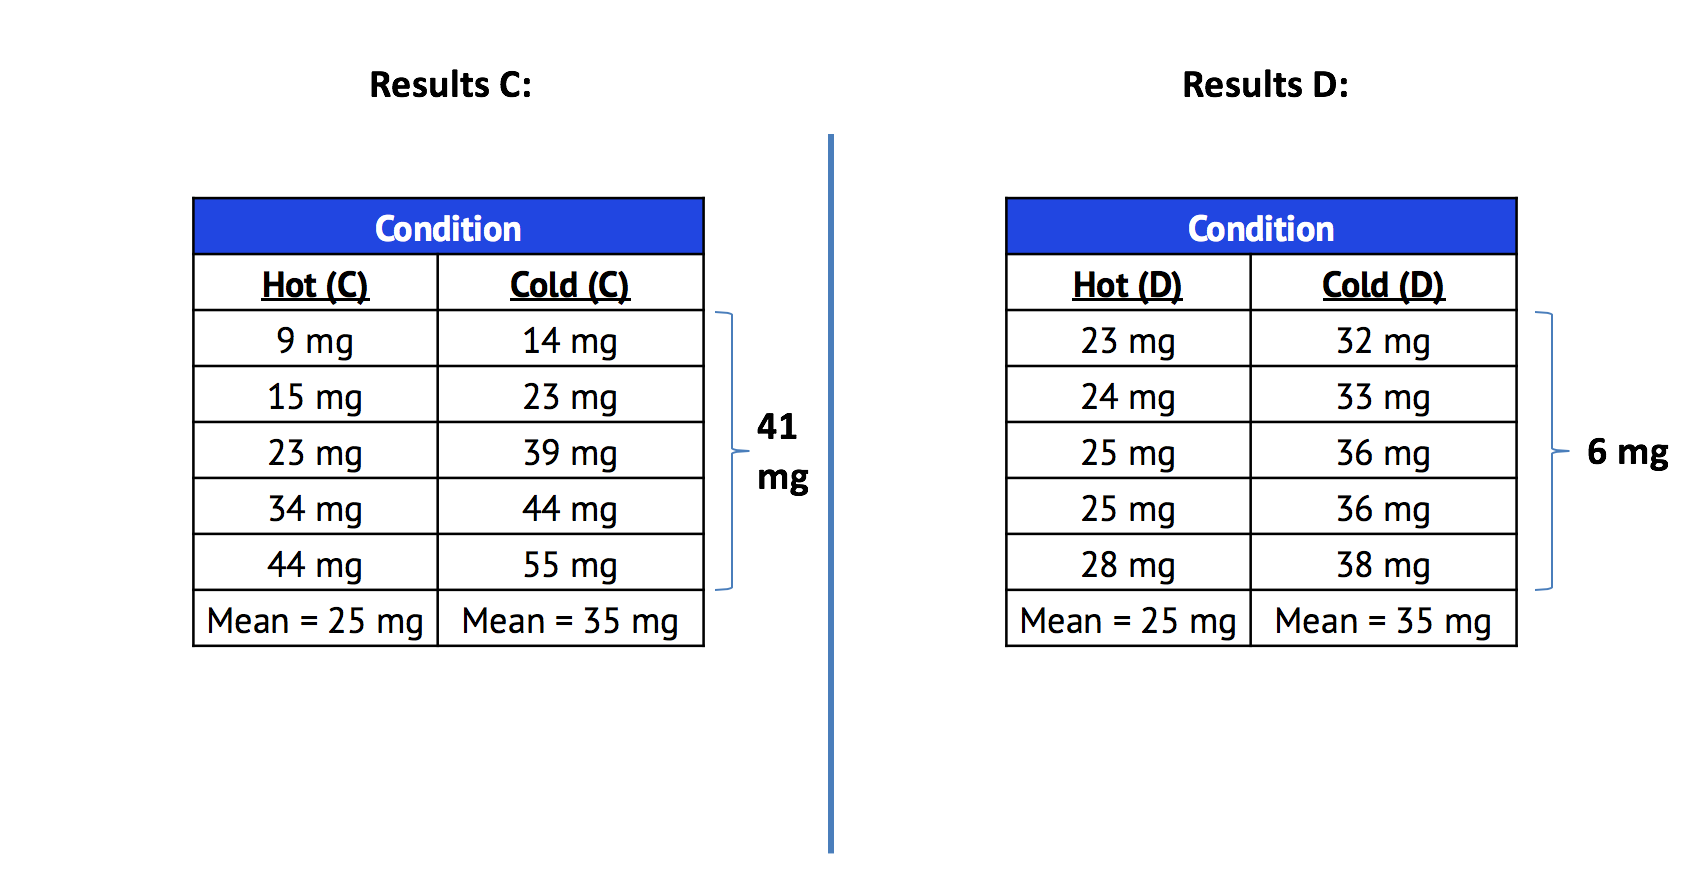 Results C:
Condition
Hot (C) Cold (C)
9 mg 14 mg
15 mg 23 mg
23 mg 39 mg
34 mg 44 mg
44 mg 55 mg
Mean = 25 mg Mean = 35 mg
41
mg
Results D:
Condition
Hot (D) Cold (D)
23 mg 32 mg
24 mg 33 mg
25 mg 36 mg
25 mg 36 mg
28 mg 38 mg
Mean = 25 mg Mean = 35 mg
6 mg